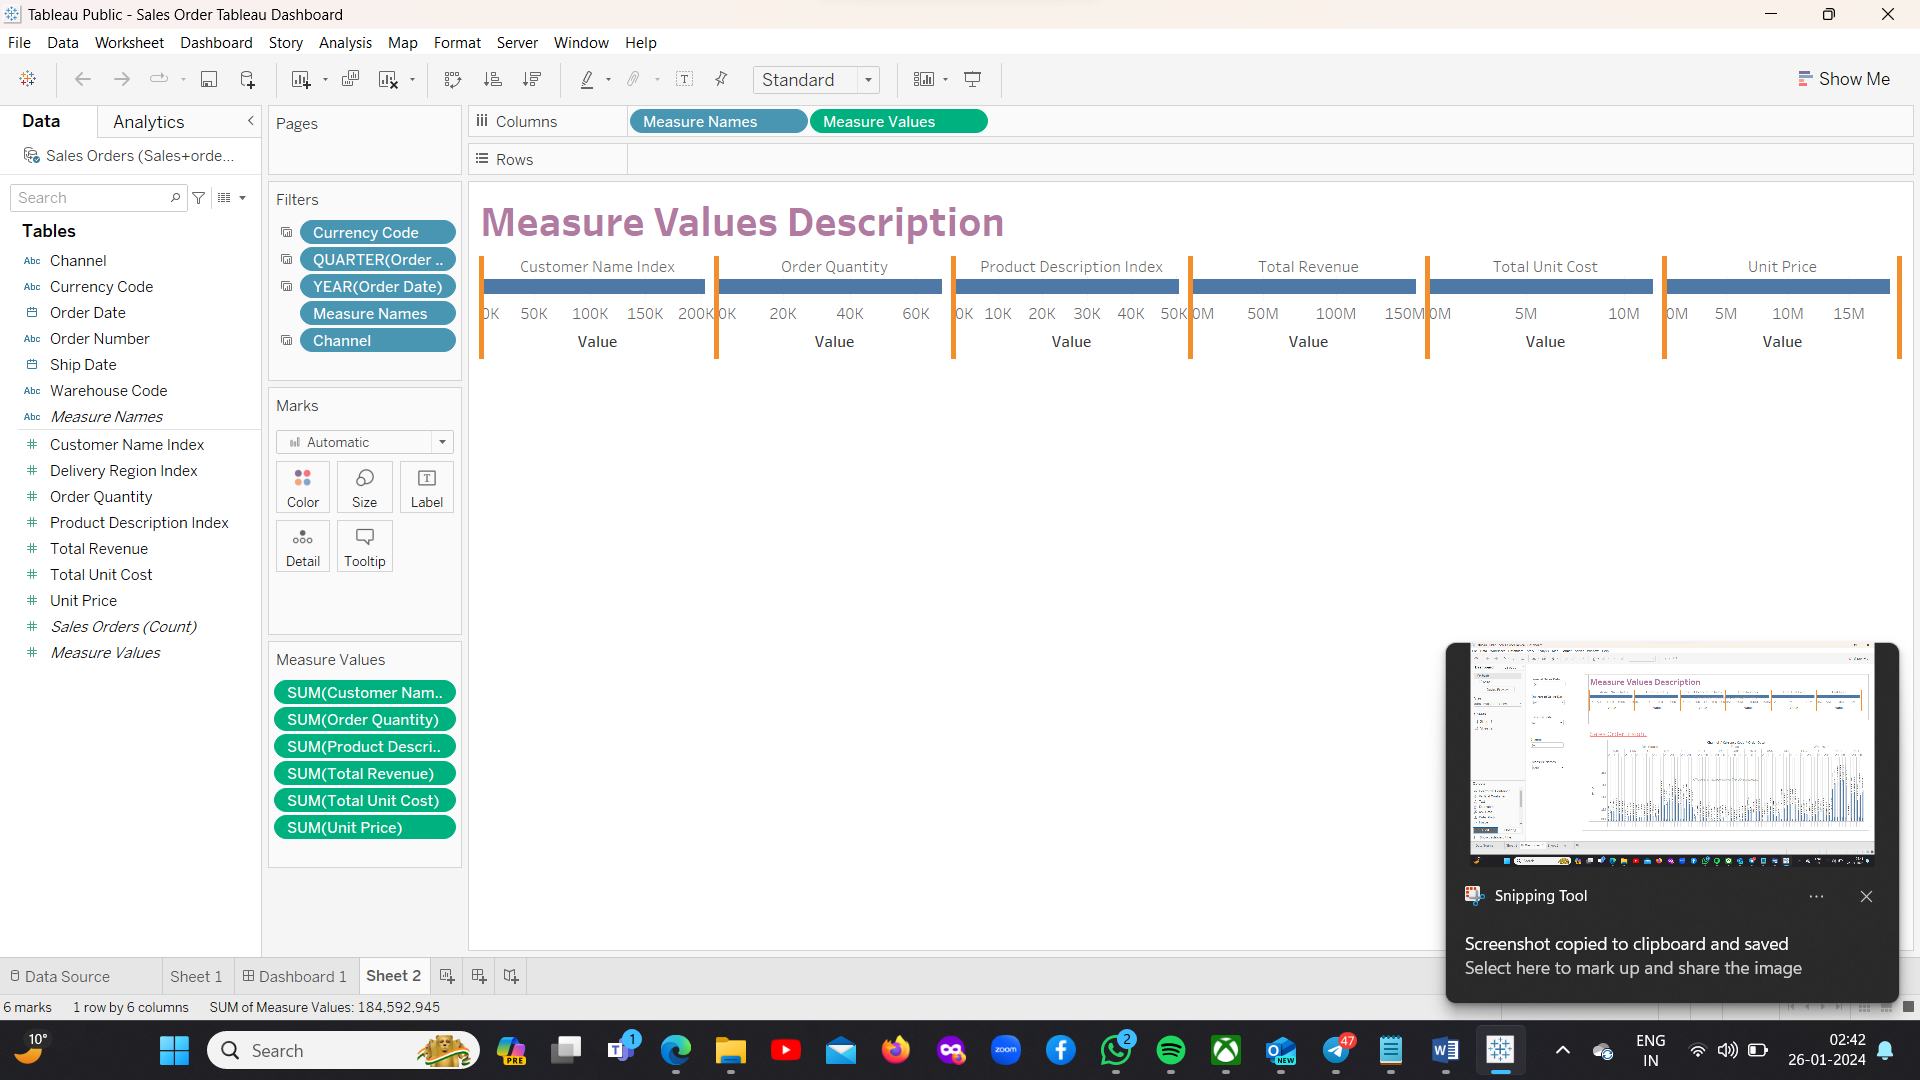 Tableau Public - Sales Order Tableau Dashboard
File Data Worksheet Dashboard Story Analysis Map Format Server Window Help
Standard
Show Me
Data
Analytics
Sales Orders (Sales+orde...
Search
Tables
Abc Channel
Abc Currency Code
Order Date
Abc Order Number
Ship Date
Abc Warehouse Code
Abc Measure Names
Customer Name Index
Delivery Region Index
Order Quantity
Product Description Index
Total Revenue
Total Unit Cost
Unit Price
Sales Orders (Count)
Measure Values
Pages
Filters
Currency Code
QUARTER(Order ..
YEAR(Order Date)
Measure Names
Channel
Marks
Automatic
Color Size Label
Detail Tooltip
Measure Values
SUM(Customer Nam..
SUM(Order Quantity)
SUM(Product Descri..
SUM(Total Revenue)
SUM(Total Unit Cost)
SUM(Unit Price)
Columns Measure Names Measure Values
Rows
Measure Values Description
Customer Name Index Order Quantity Product Description Index Total Revenue Total Unit Cost Unit Price
0K 50K 100K 150K 200K 0K 20K 40K 60K 0K 10K 20K 30K 40K 50K 0M 50M 100M 150M 0M 5M 10M 0M 5M 10M 15M
Value Value Value Value Value Value
Measure Values Description
Snipping Tool
Screenshot copied to clipboard and saved
Select here to mark up and share the image
Data Source Sheet 1 Dashboard 1 Sheet 2
6 marks 1 row by 6 columns SUM of Measure Values: 184,592,945
10°
Search
PRE
1
zoom
2
NEW
47
ENG
IN
02:42
26-01-2024